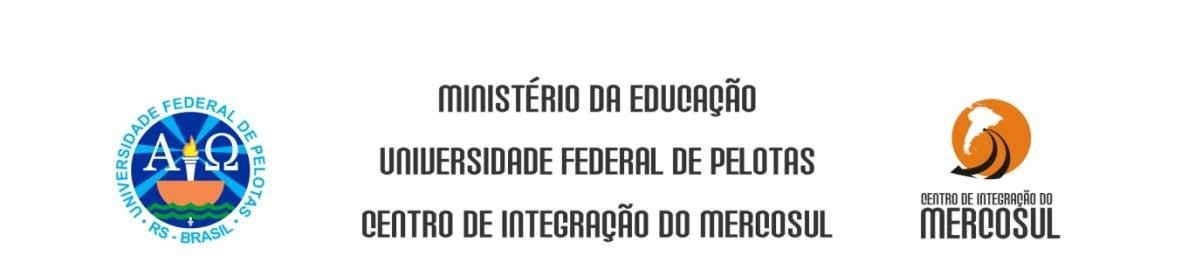 MINISTÉRIO DA EDUCAÇÃO
UNIVERSIDADE FEDERAL DE PELOTAS
CENTRO DE INTEGRAÇÃO DO MERCOSUL
UNIVERSIDADE FEDERAL DE PELOTAS
Α Ω
• RS - BRASIL •
CENTRO DE INTEGRAÇÃO DO
MERCOSUL